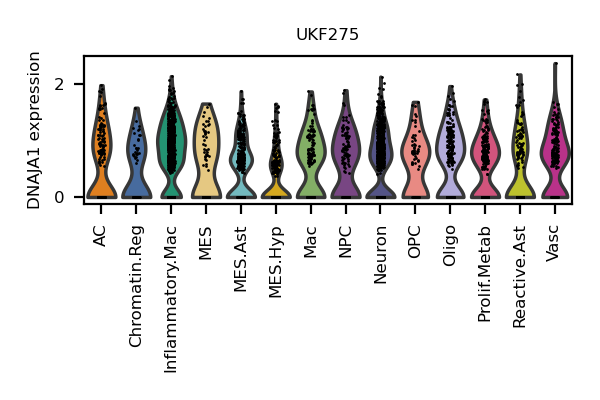 UKF275
DNAJA1 expression
2
0
AC
Chromatin.Reg
Inflammatory.Mac
MES
MES.Ast
MES.Hyp
Mac
NPC
Neuron
OPC
Oligo
Prolif.Metab
Reactive.Ast
Vasc